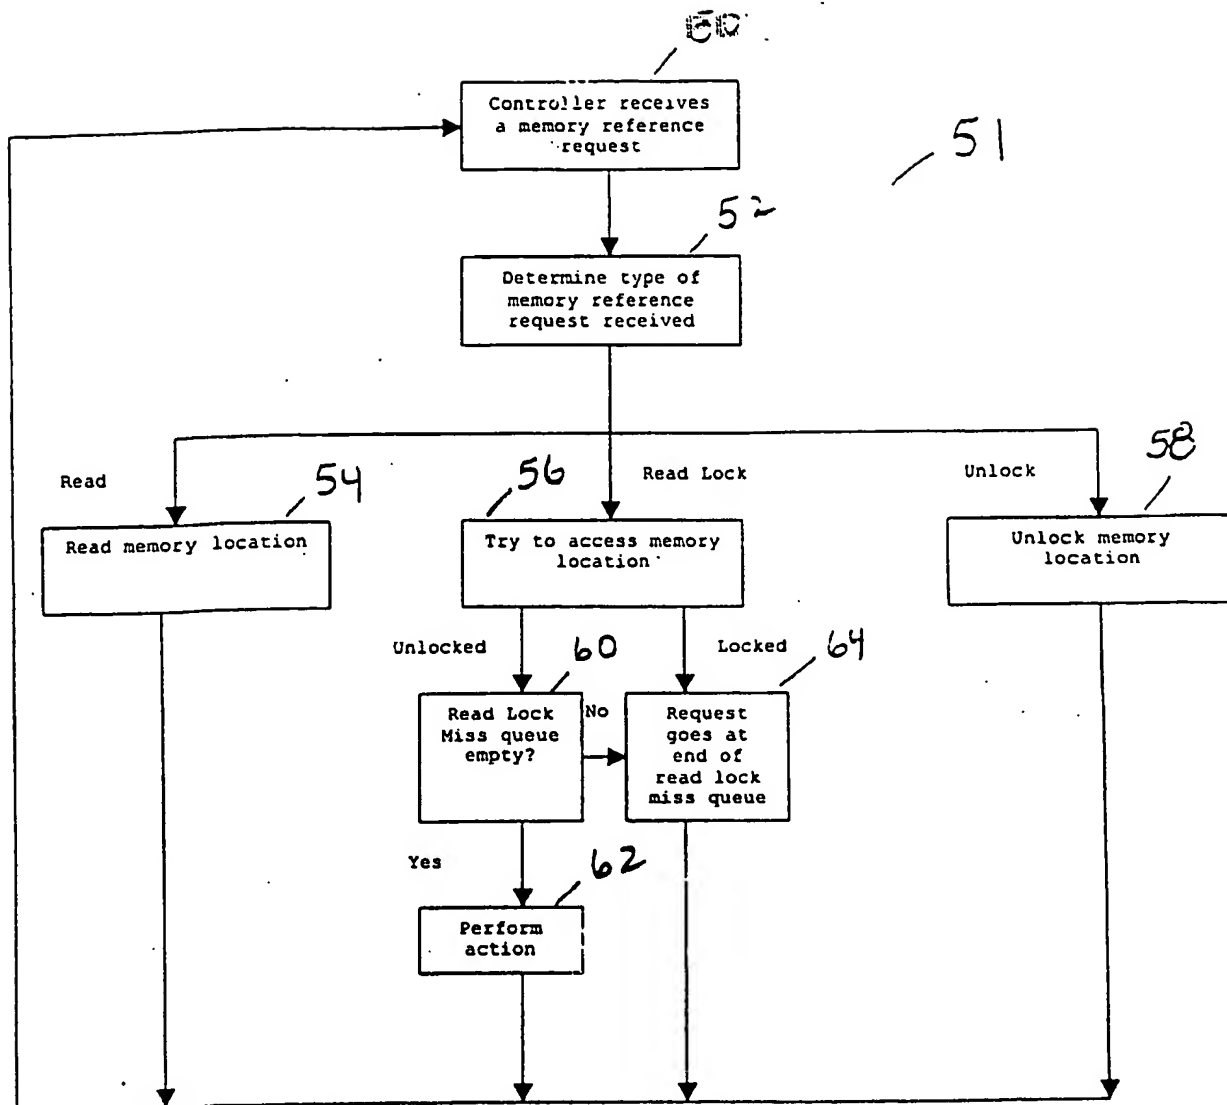 Controller receives
a memory reference
request
51
52
Determine type of
memory reference
request received
Read
54
56
Read Lock
Unlock
58
Read memory location
Try to access memory
location
Unlock memory
location
Unlocked
60
Locked
64
Read Lock
Miss queue
empty?
No
Request
goes at
end of
read lock
miss queue
Yes
62
Perform
action